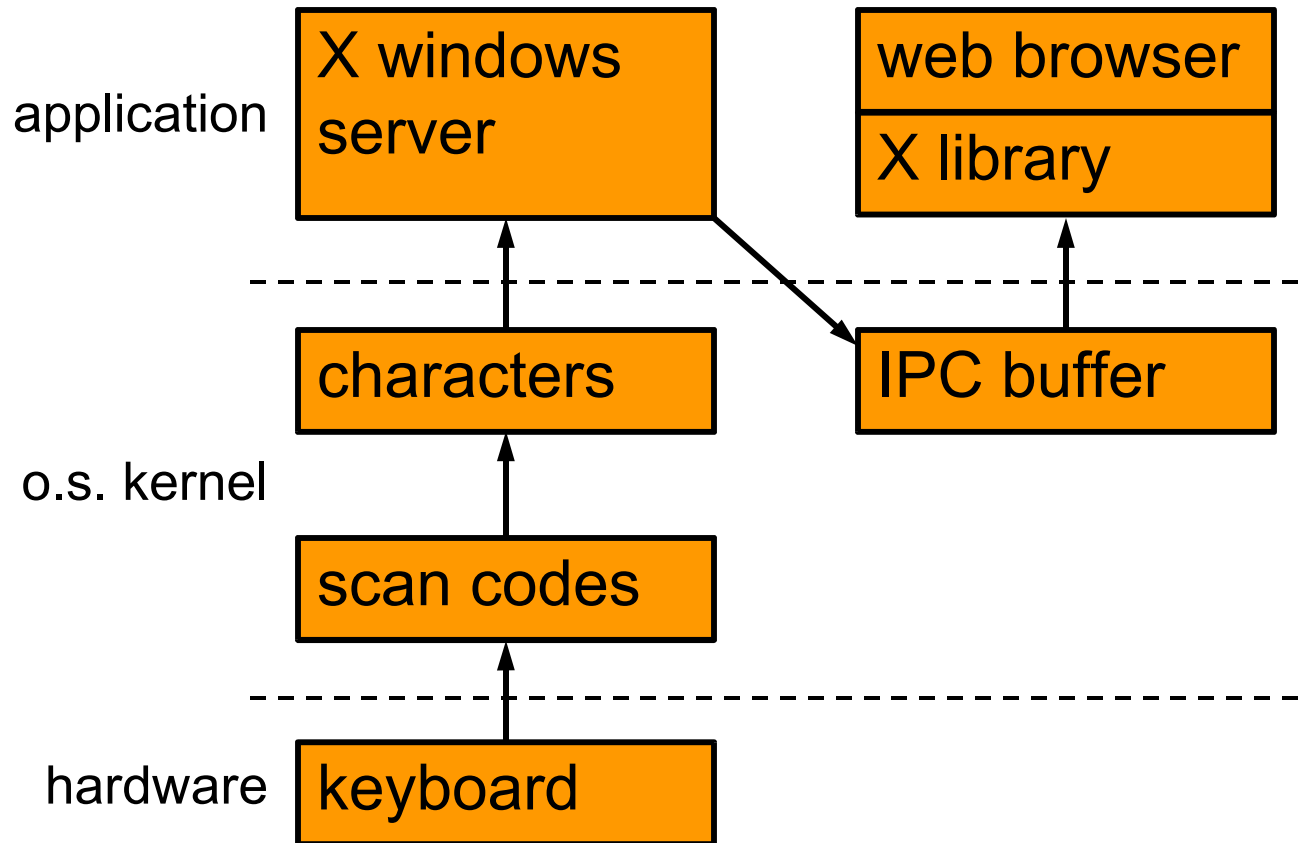 application
X windows
server
web browser
X library
characters
IPC buffer
o.s. kernel
scan codes
hardware
keyboard